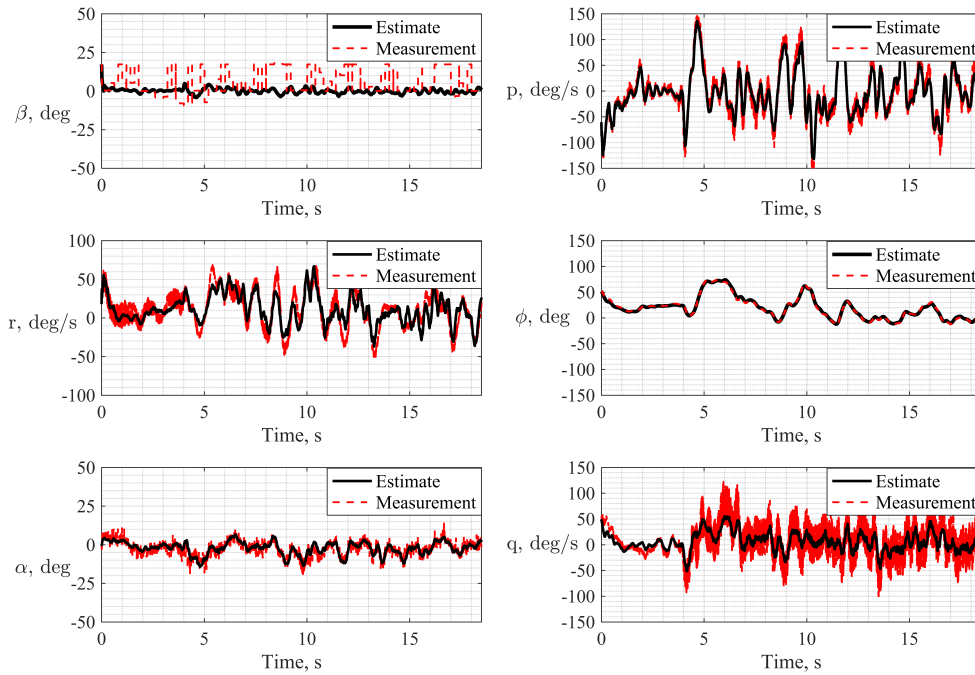 50
25
0
-25
-50
β, deg
0
5
10
15
Time, s
Estimate
Measurement
150
100
50
0
-50
-100
-150
p, deg/s
0
5
10
15
Time, s
Estimate
Measurement
100
50
0
-50
-100
r, deg/s
0
5
10
15
Time, s
Estimate
Measurement
150
100
50
0
-50
-100
-150
ϕ, deg
0
5
10
15
Time, s
Estimate
Measurement
50
25
0
-25
-50
α, deg
0
5
10
15
Time, s
Estimate
Measurement
150
100
50
0
-50
-100
-150
q, deg/s
0
5
10
15
Time, s
Estimate
Measurement